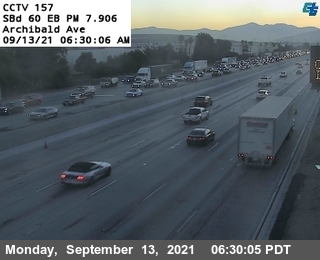 CCTV 157
SBd 60 EB PM 7.906
Archibald Ave
09/13/21 06:30:06 AM
Monday, September 13, 2021 06:30:05 PDT